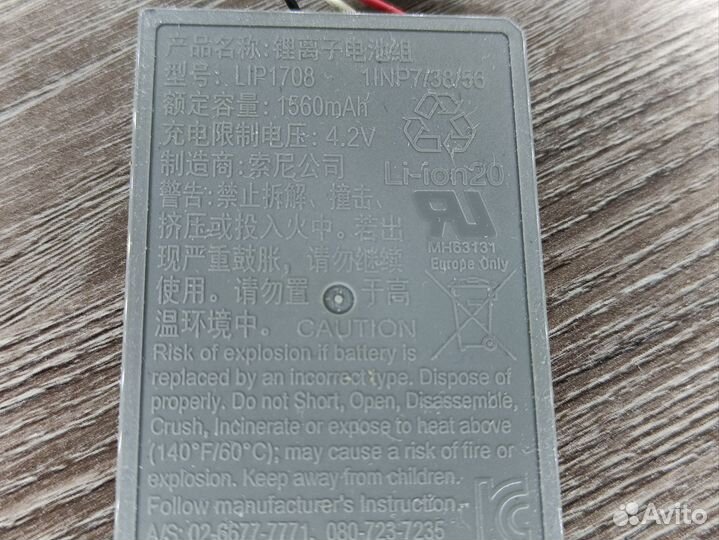 产品名称: 锂离子电池组
型号: LIP1708 1INP7/38/56
额定容量: 1560mAh
充电限制电压: 4.2V
制造商: 索尼公司
Li-ion20
警告: 禁止拆解、撞击、
挤压或投入火中。若出
现严重鼓胀, 请勿继续
使用。请勿置于高
温环境中。
MH63131
Europe Only
CAUTION
Risk of explosion if battery is
replaced by an incorrect type. Dispose of
properly. Do not Short, Open, Disassemble,
Crush, Incinerate or expose to heat above
(140°F/60°C); may cause a risk of fire or
explosion. Keep away from children.
Follow manufacturer's Instruction.
A/S: 02-6677-7771, 080-723-7235
Avito